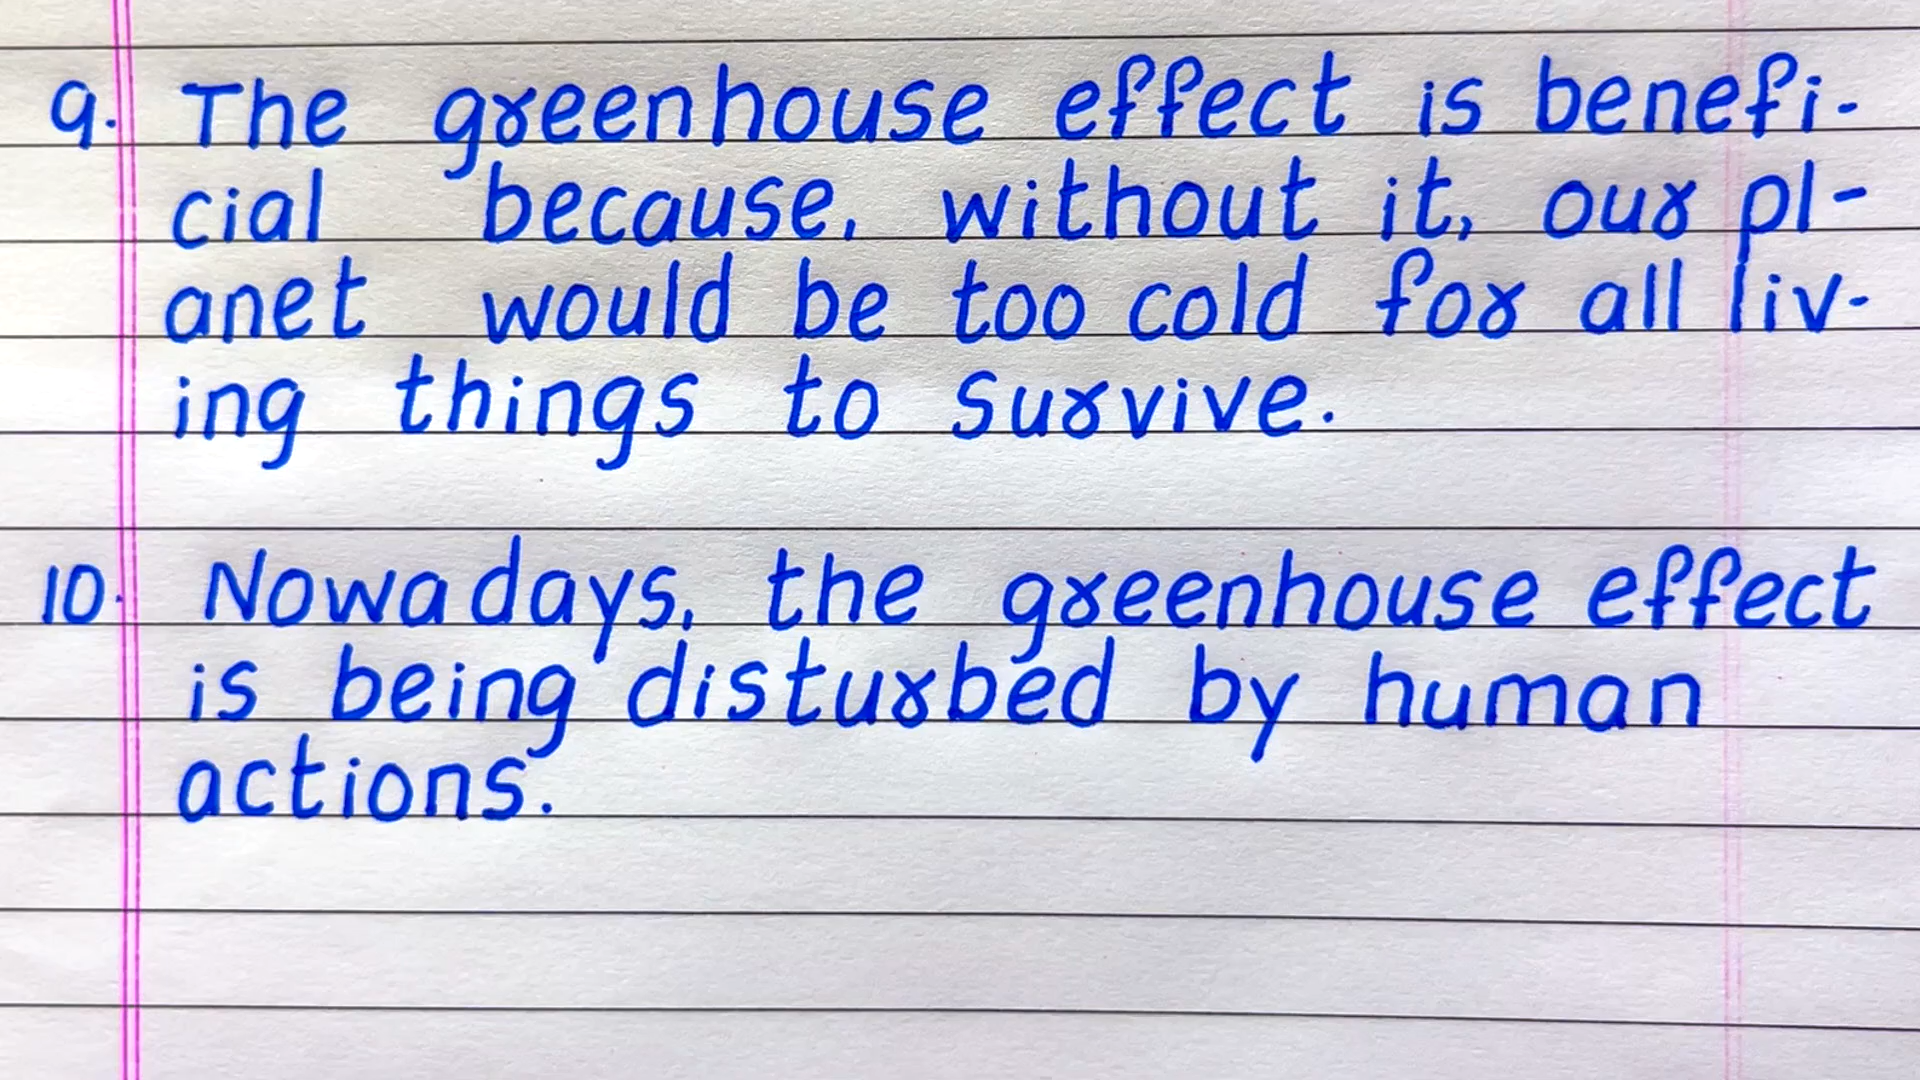 9. The greenhouse effect is benefi-
cial because, without it, our pl-
anet would be too cold for all liv-
ing things to survive.
10. Nowadays, the greenhouse effect
is being disturbed by human
actions.